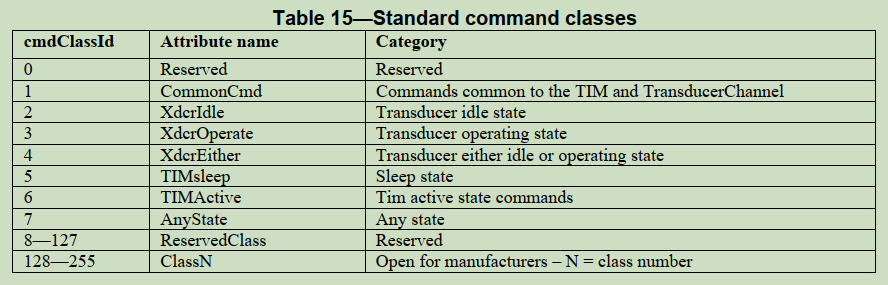 Table 15—Standard command classes
cmdClassId Attribute name Category
0 Reserved Reserved
1 CommonCmd Commands common to the TIM and TransducerChannel
2 XdcrIdle Transducer idle state
3 XdcrOperate Transducer operating state
4 XdcrEither Transducer either idle or operating state
5 TIMsleep Sleep state
6 TIMActive Tim active state commands
7 AnyState Any state
8—127 ReservedClass Reserved
128—255 ClassN Open for manufacturers – N = class number